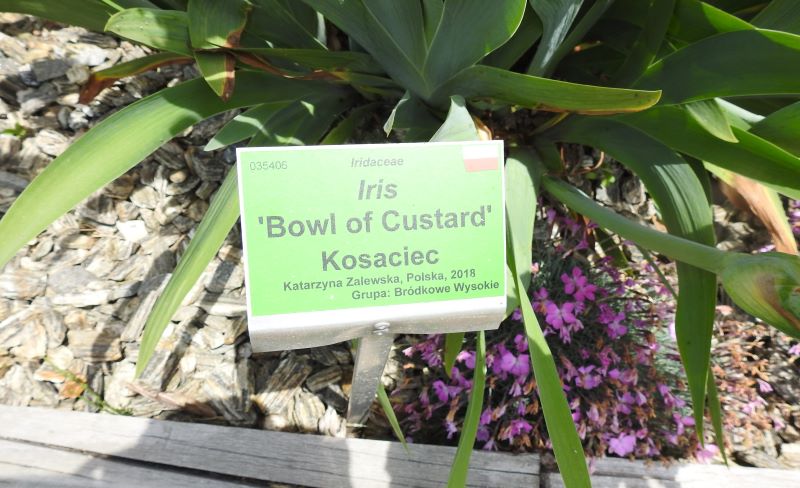 035406 Iridaceae
Iris
'Bowl of Custard'
Kosaciec
Katarzyna Zalewska, Polska, 2018
Grupa: Bródkowe Wysokie